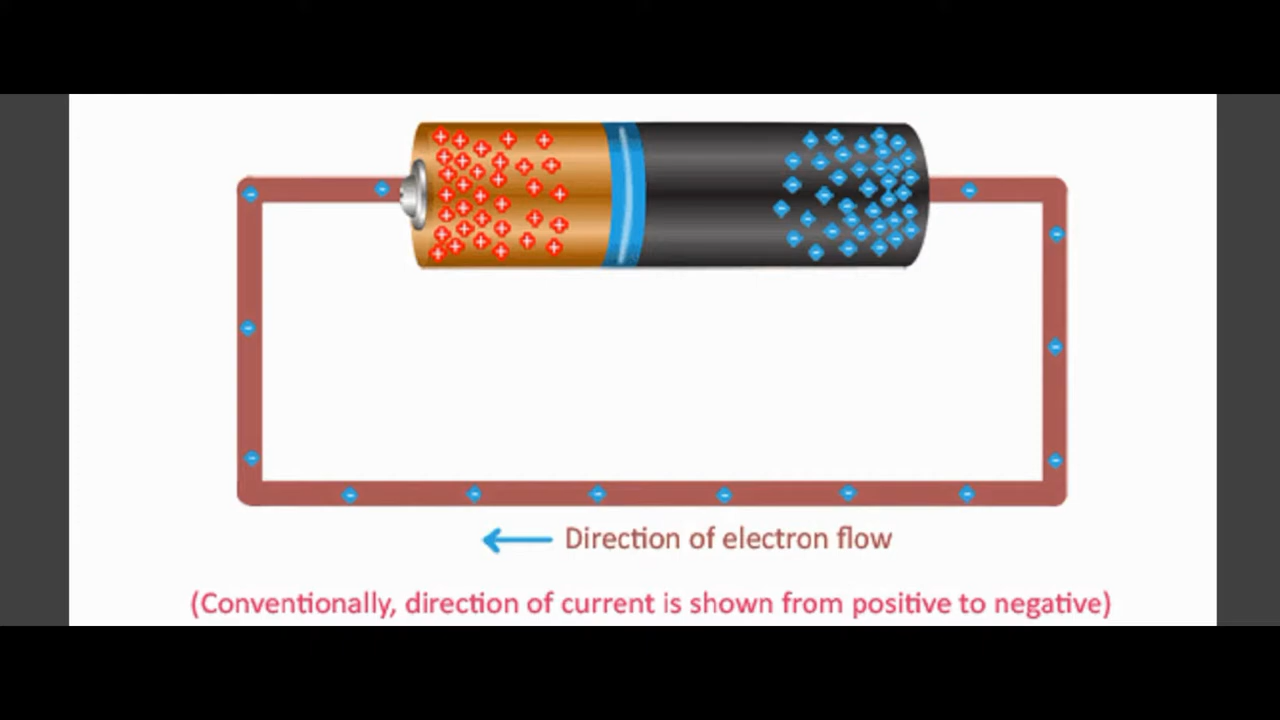 Direction of electron flow
(Conventionally, direction of current is shown from positive to negative)